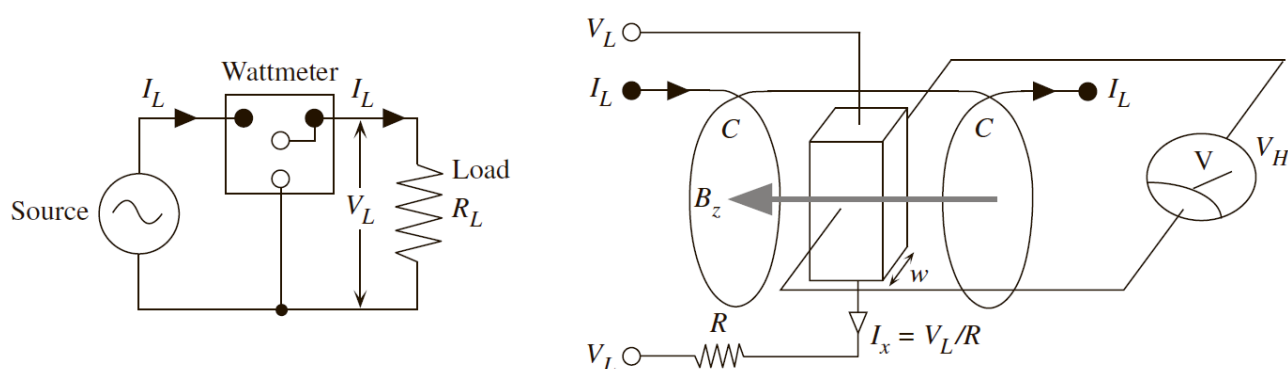 Wattmeter
I_L
I_L
Source
V_L
Load
R_L
V_L
I_L
I_L
C
C
B_z
w
V
V_H
R
I_x = V_L/R
V_L